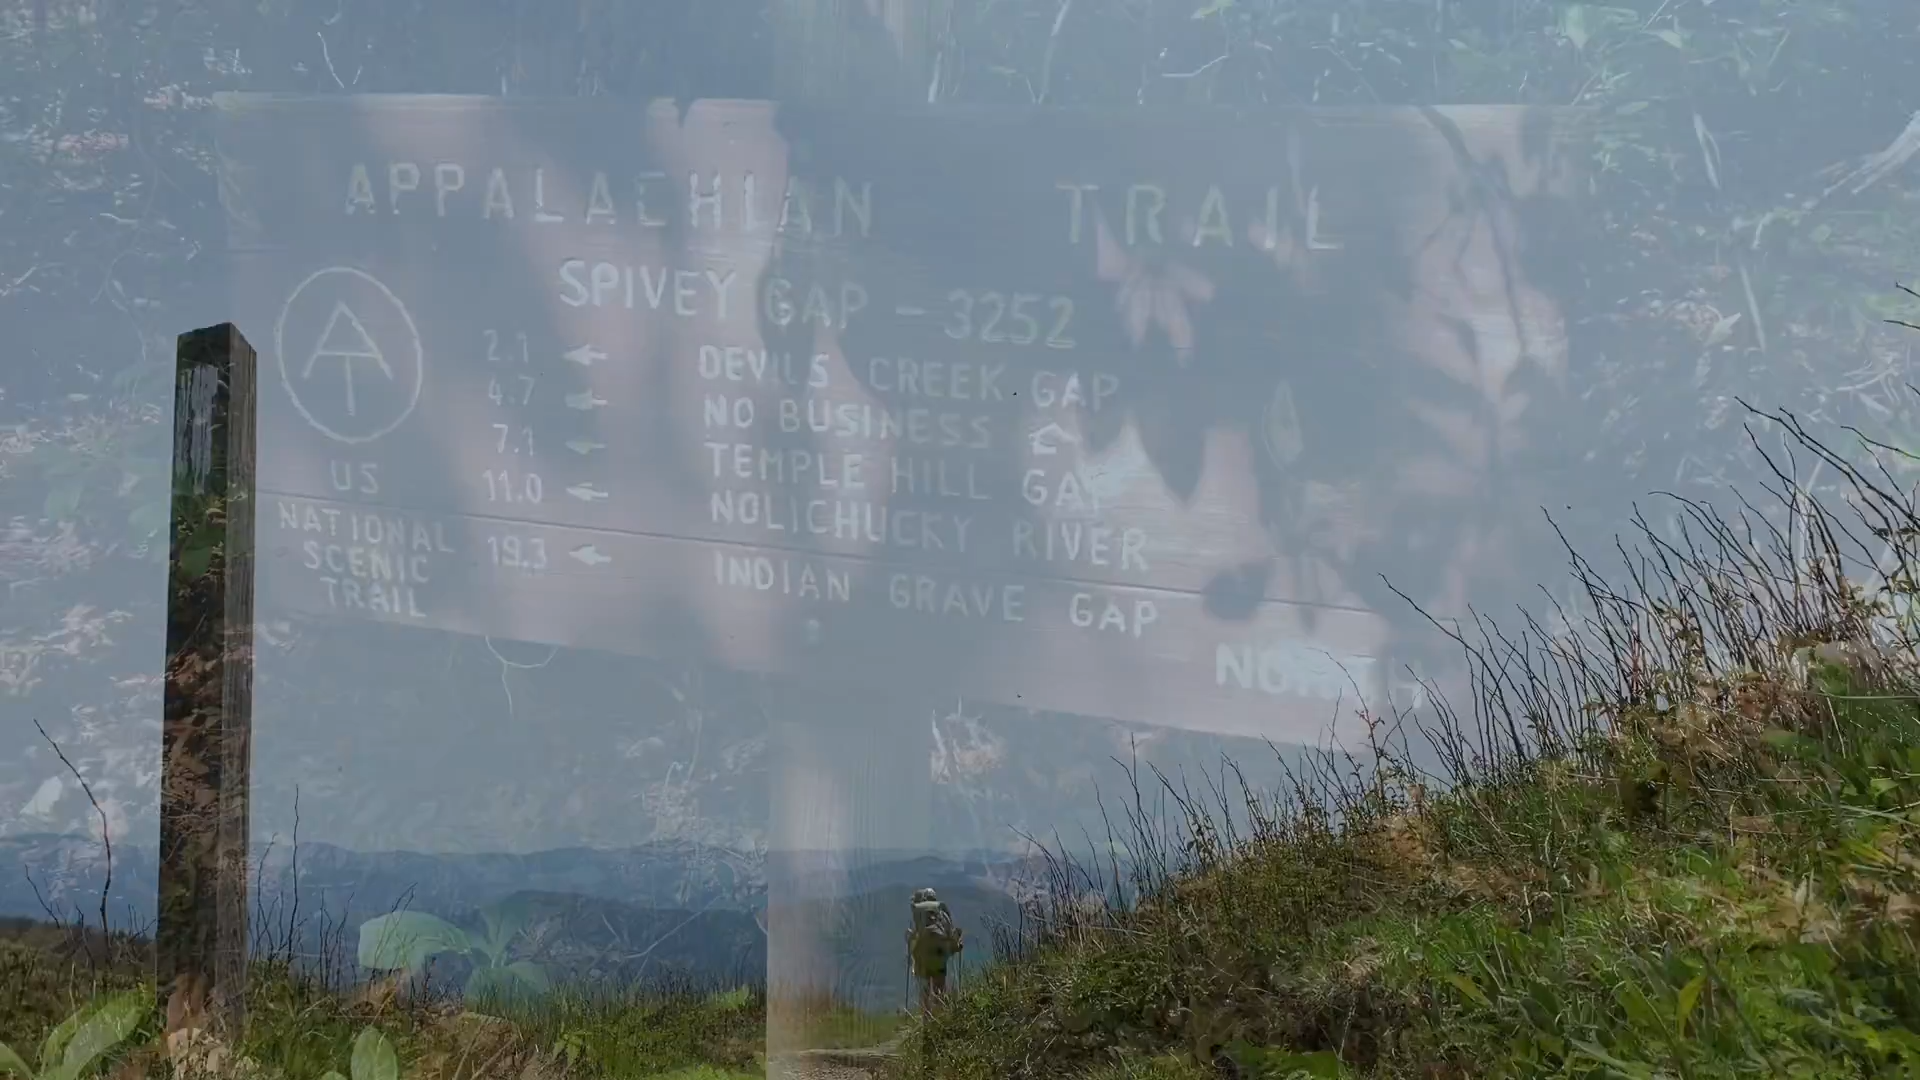 APPALACHIAN TRAIL
SPIVEY GAP - 3252
AT
US
NATIONAL
SCENIC
TRAIL
2.1 DEVILS CREEK GAP
4.7 NO BUSINESS
7.1 TEMPLE HILL GAP
11.0 NOLICHUCKY RIVER
19.3 INDIAN GRAVE GAP
NORTH